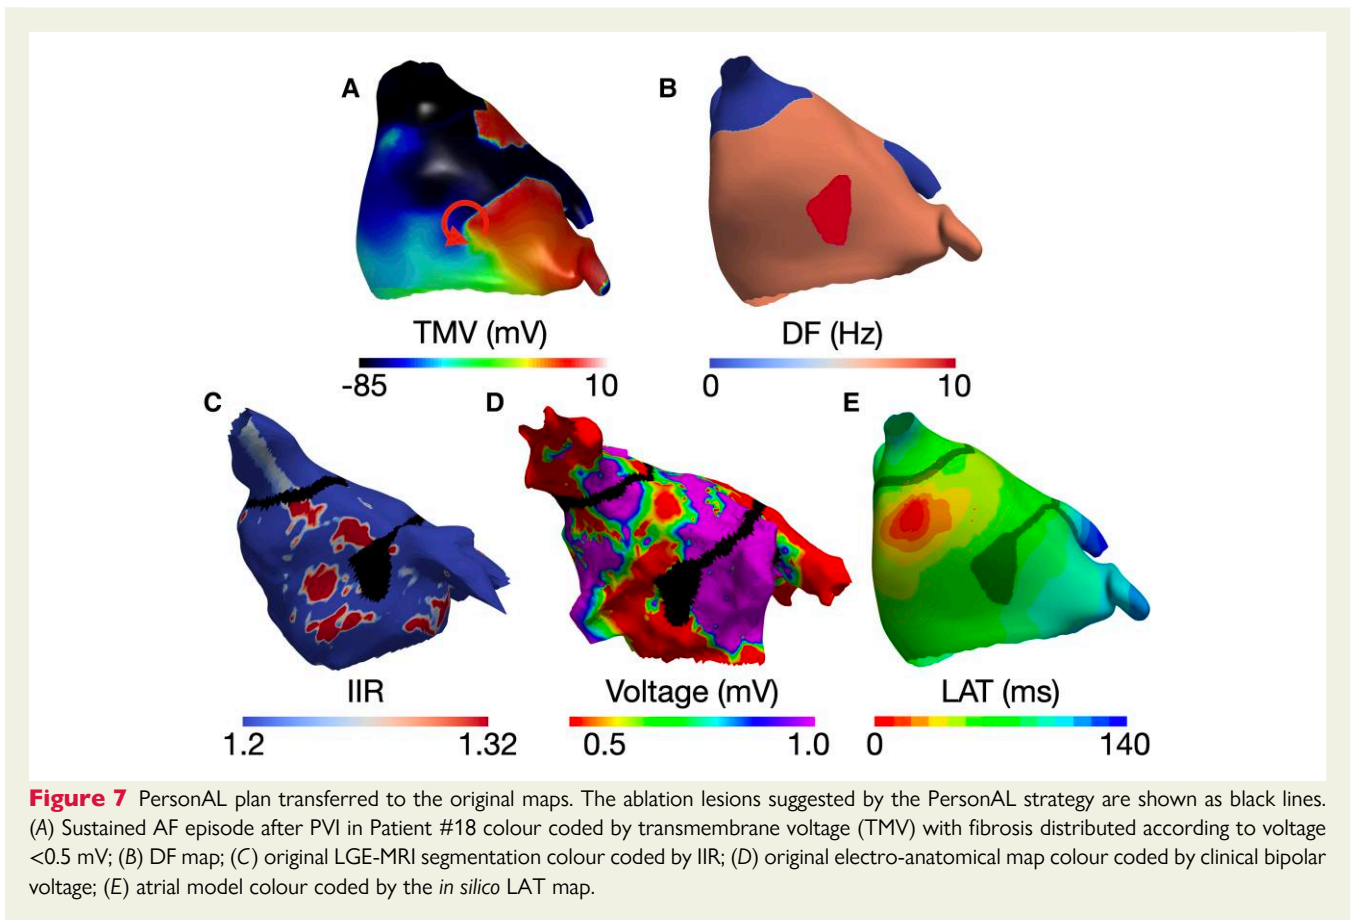 A
B
TMV (mV)
DF (Hz)
-85
10
0
10
C
D
E
IIR
Voltage (mV)
LAT (ms)
1.2
1.32
0.5
1.0
0
140
Figure 7 PersonAL plan transferred to the original maps. The ablation lesions suggested by the PersonAL strategy are shown as black lines.
(A) Sustained AF episode after PVI in Patient #18 colour coded by transmembrane voltage (TMV) with fibrosis distributed according to voltage
<0.5 mV; (B) DF map; (C) original LGE-MRI segmentation colour coded by IIR; (D) original electro-anatomical map colour coded by clinical bipolar
voltage; (E) atrial model colour coded by the in silico LAT map.